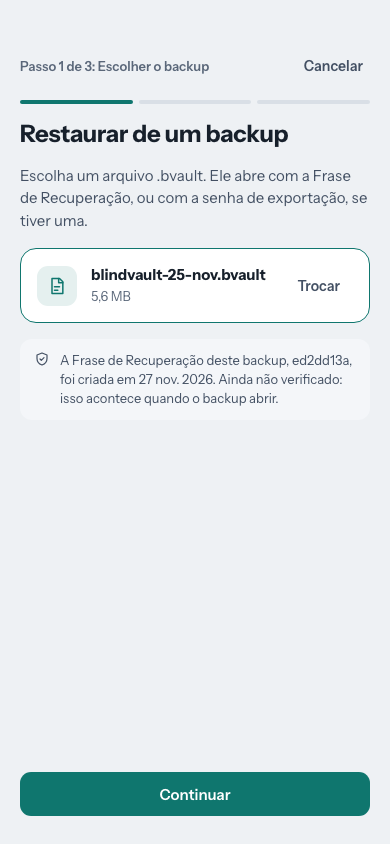 Passo 1 de 3: Escolher o backup
Cancelar
Restaurar de um backup
Escolha um arquivo .bvault. Ele abre com a Frase
de Recuperação, ou com a senha de exportação, se
tiver uma.
blindvault-25-nov.bvault
5,6 MB
Trocar
A Frase de Recuperação deste backup, ed2dd13a,
foi criada em 27 nov. 2026. Ainda não verificado:
isso acontece quando o backup abrir.
Continuar